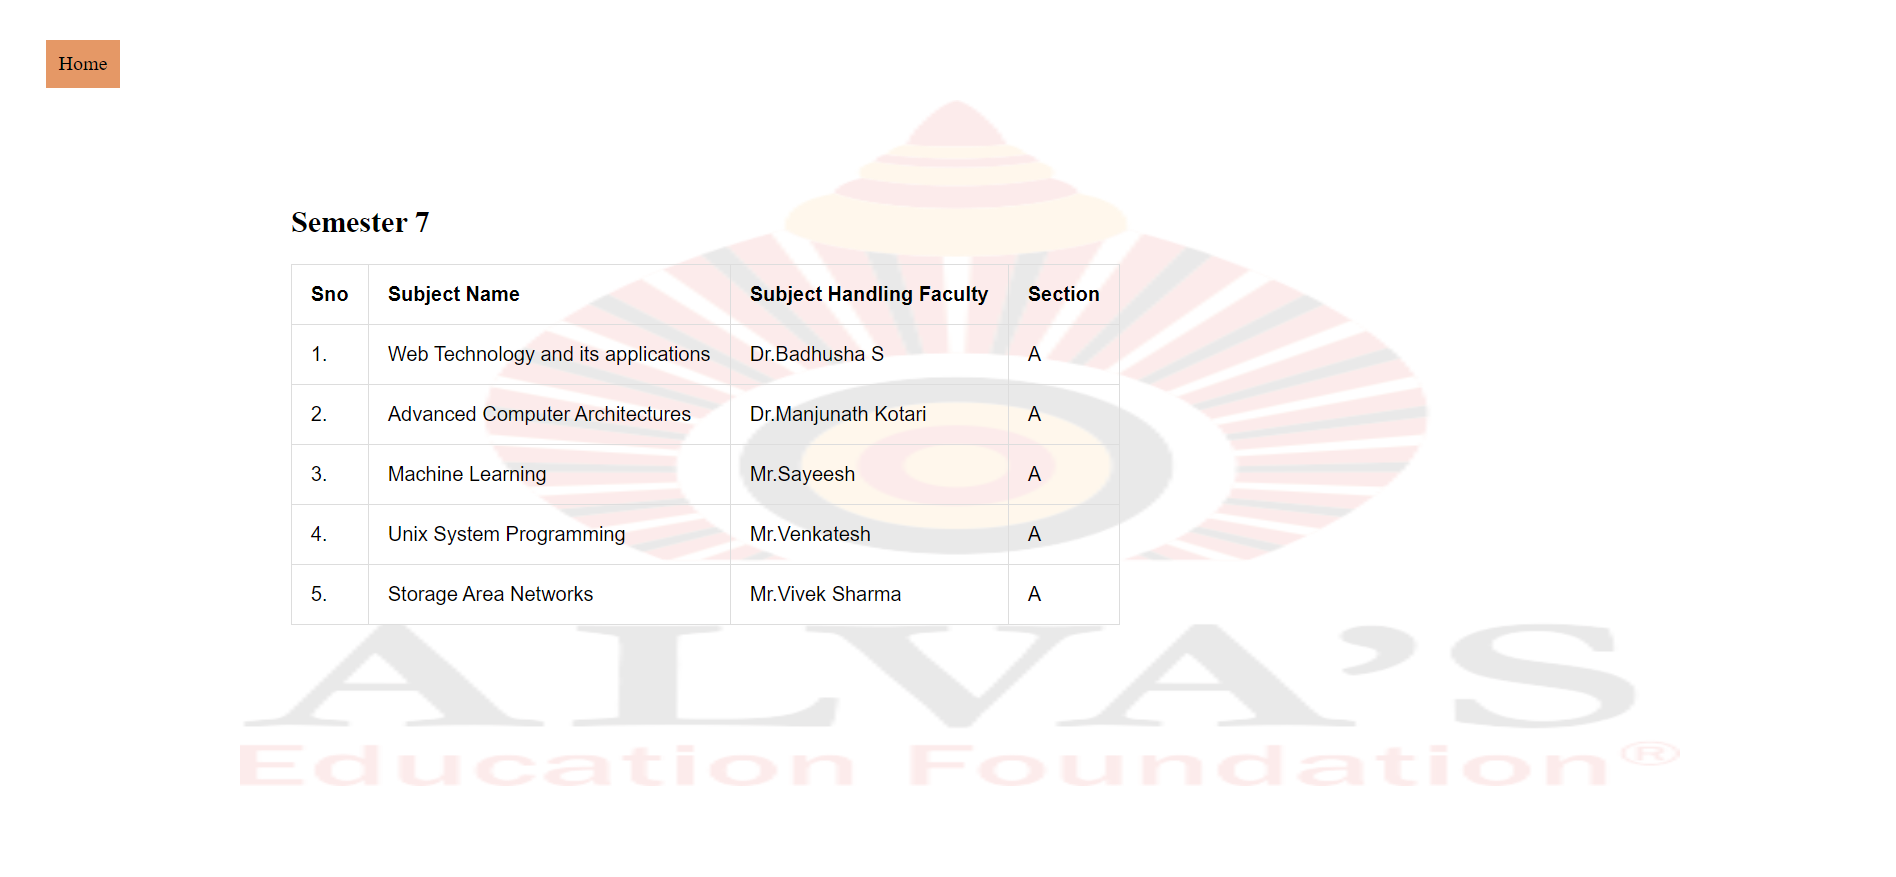 Home
Semester 7
Sno Subject Name Subject Handling Faculty Section
1. Web Technology and its applications Dr.Badhusha S A
2. Advanced Computer Architectures Dr.Manjunath Kotari A
3. Machine Learning Mr.Sayeesh A
4. Unix System Programming Mr.Venkatesh A
5. Storage Area Networks Mr.Vivek Sharma A
ALVA'S
Education Foundation®